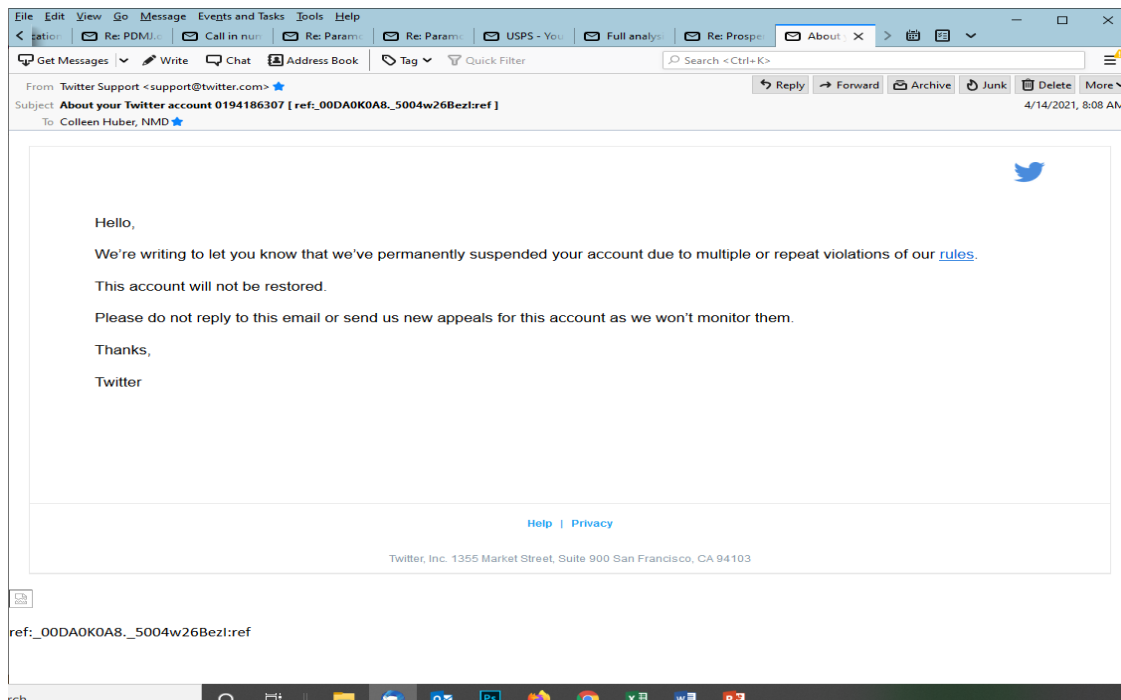 File Edit View Go Message Events and Tasks Tools Help
Re: PDMJ. Call in nun Re: Paramo Re: Paramo USPS - You Full analysi Re: Prospe About
Get Messages Write Chat Address Book Tag Quick Filter Search <Ctrl+K>
From Twitter Support <support@twitter.com> Reply Forward Archive Junk Delete More
Subject About your Twitter account 0194186307 [ ref:_00DA0K0A8._5004w26Bezl:ref ] 4/14/2021, 8:08 AM
To Colleen Huber, NMD
Hello,
We're writing to let you know that we've permanently suspended your account due to multiple or repeat violations of our rules.
This account will not be restored.
Please do not reply to this email or send us new appeals for this account as we won't monitor them.
Thanks,
Twitter
Help | Privacy
Twitter, Inc. 1355 Market Street, Suite 900 San Francisco, CA 94103
ref:_00DA0K0A8._5004w26Bezl:ref